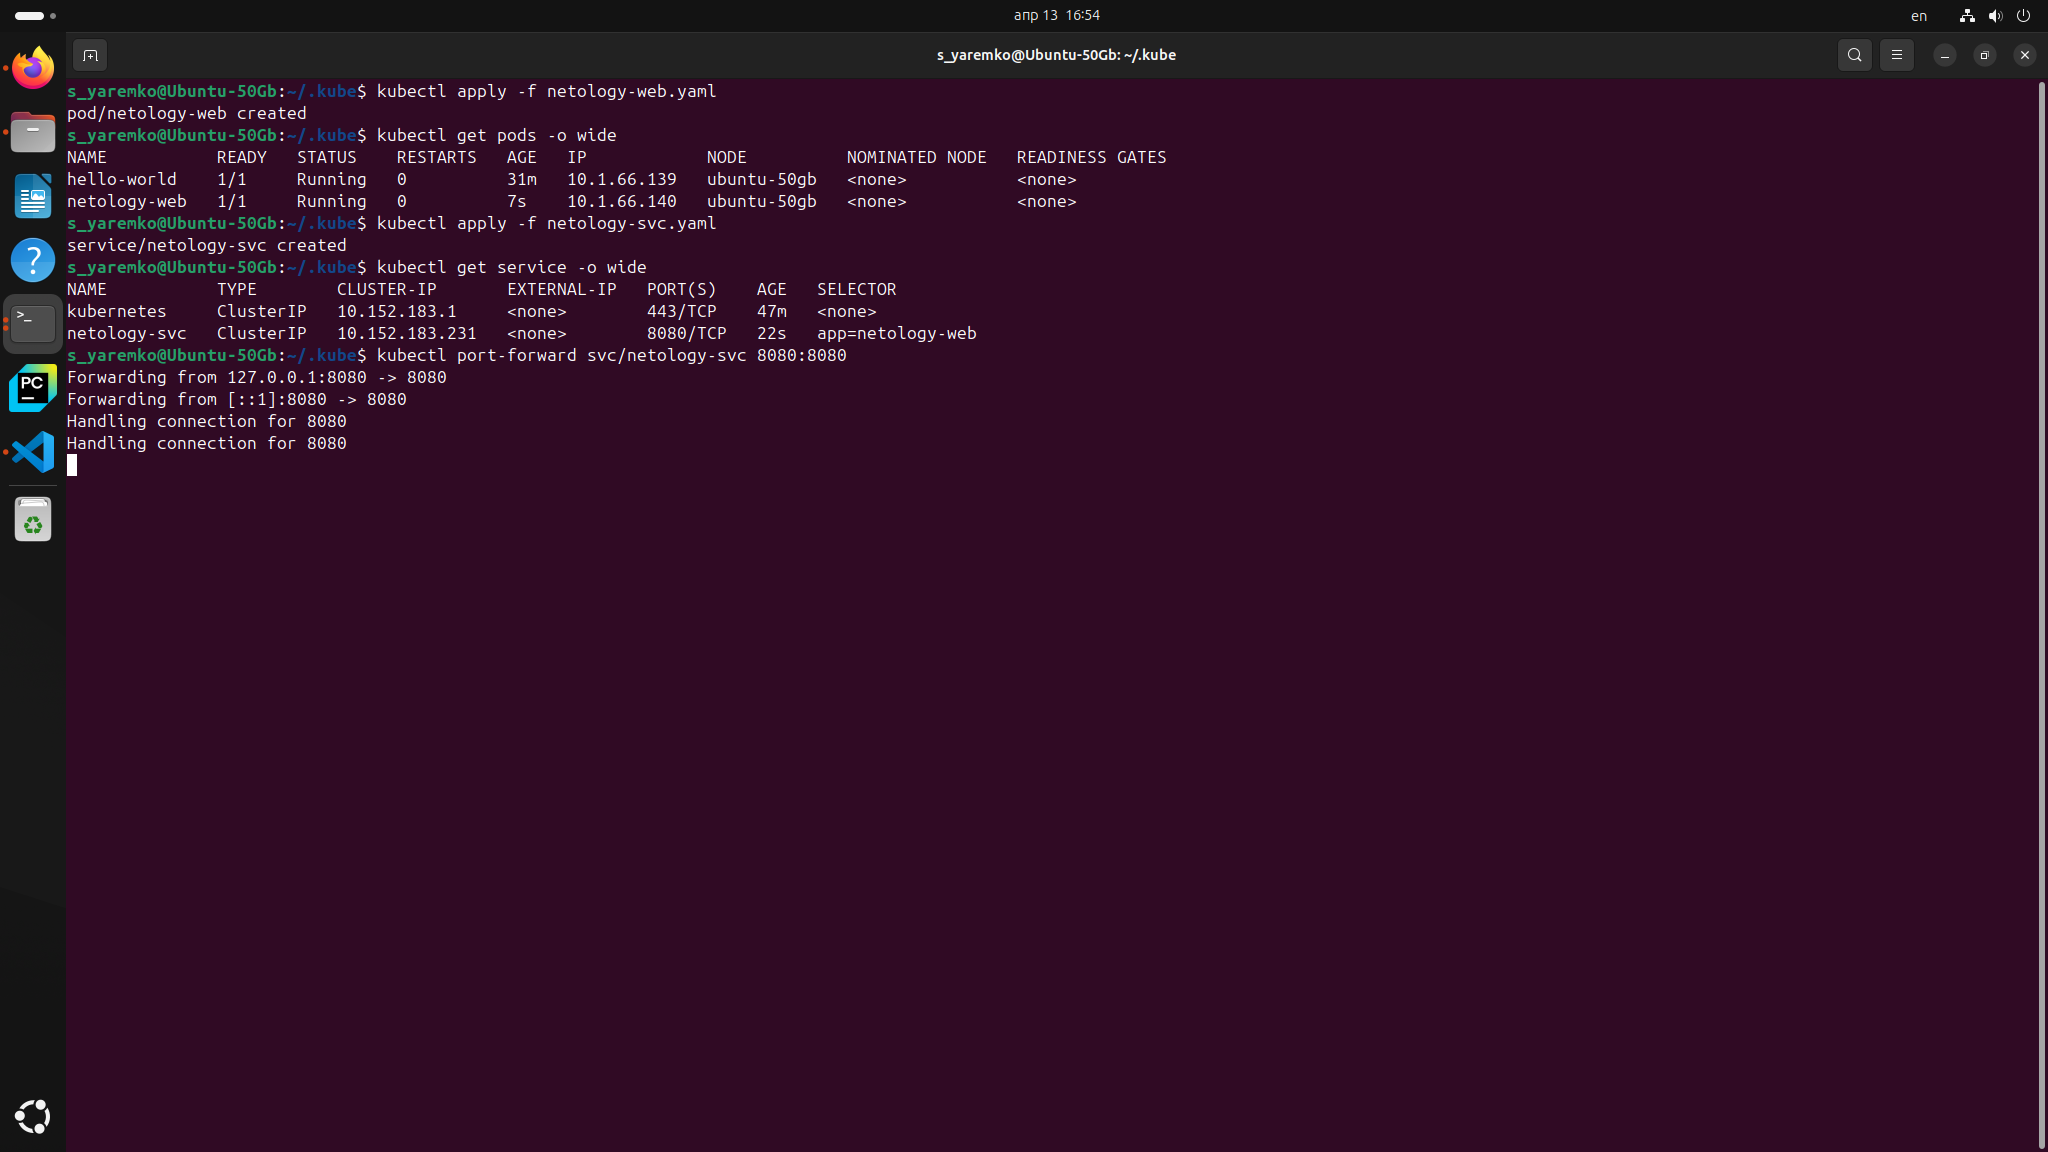 апр 13  16:54
en
s_yaremko@Ubuntu-50Gb: ~/.kube
s_yaremko@Ubuntu-50Gb:~/.kube$ kubectl apply -f netology-web.yaml
pod/netology-web created
s_yaremko@Ubuntu-50Gb:~/.kube$ kubectl get pods -o wide
NAME           READY   STATUS    RESTARTS   AGE   IP            NODE          NOMINATED NODE   READINESS GATES
hello-world    1/1     Running   0          31m   10.1.66.139   ubuntu-50gb   <none>           <none>
netology-web   1/1     Running   0          7s    10.1.66.140   ubuntu-50gb   <none>           <none>
s_yaremko@Ubuntu-50Gb:~/.kube$ kubectl apply -f netology-svc.yaml
service/netology-svc created
s_yaremko@Ubuntu-50Gb:~/.kube$ kubectl get service -o wide
NAME           TYPE        CLUSTER-IP       EXTERNAL-IP   PORT(S)    AGE   SELECTOR
kubernetes     ClusterIP   10.152.183.1     <none>        443/TCP    47m   <none>
netology-svc   ClusterIP   10.152.183.231   <none>        8080/TCP   22s   app=netology-web
s_yaremko@Ubuntu-50Gb:~/.kube$ kubectl port-forward svc/netology-svc 8080:8080
Forwarding from 127.0.0.1:8080 -> 8080
Forwarding from [::1]:8080 -> 8080
Handling connection for 8080
Handling connection for 8080
?
>_
PC